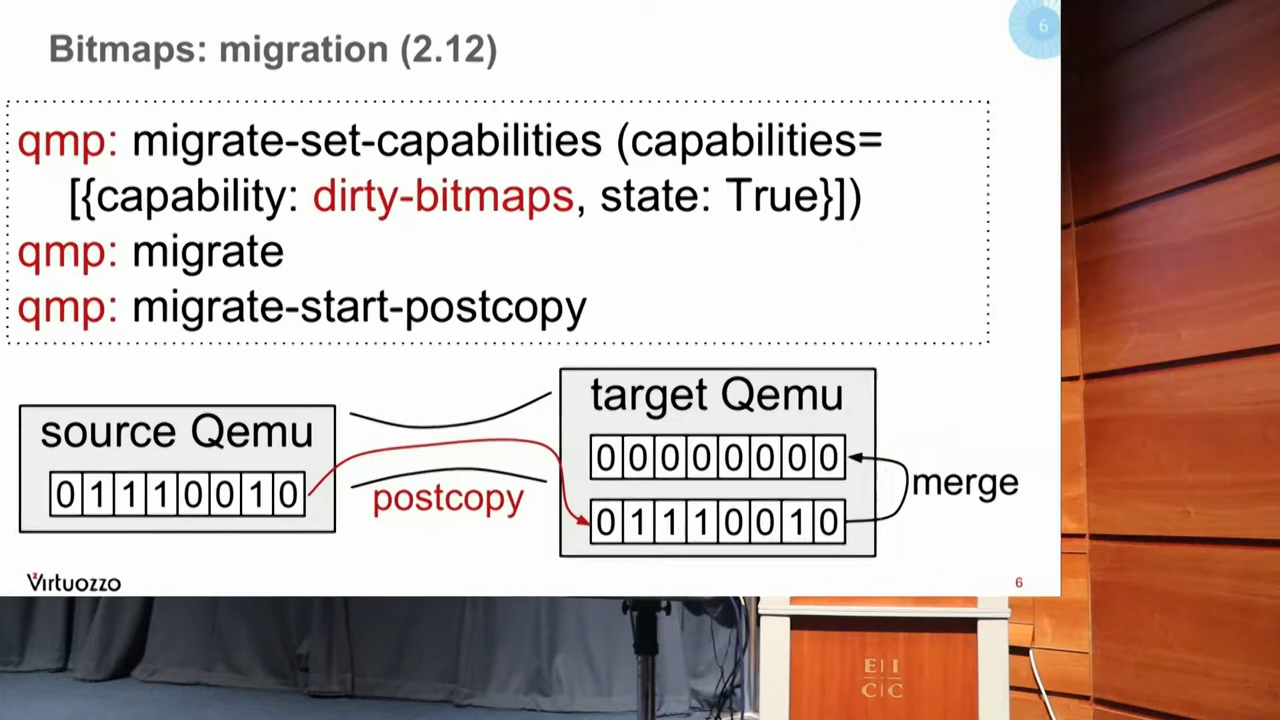 6
Bitmaps: migration (2.12)
qmp: migrate-set-capabilities (capabilities=
[{capability: dirty-bitmaps, state: True}])
qmp: migrate
qmp: migrate-start-postcopy
source Qemu
0 1 1 1 0 0 1 0
postcopy
target Qemu
0 0 0 0 0 0 0 0
0 1 1 1 0 0 1 0
merge
Virtuozzo
6
E I
C C